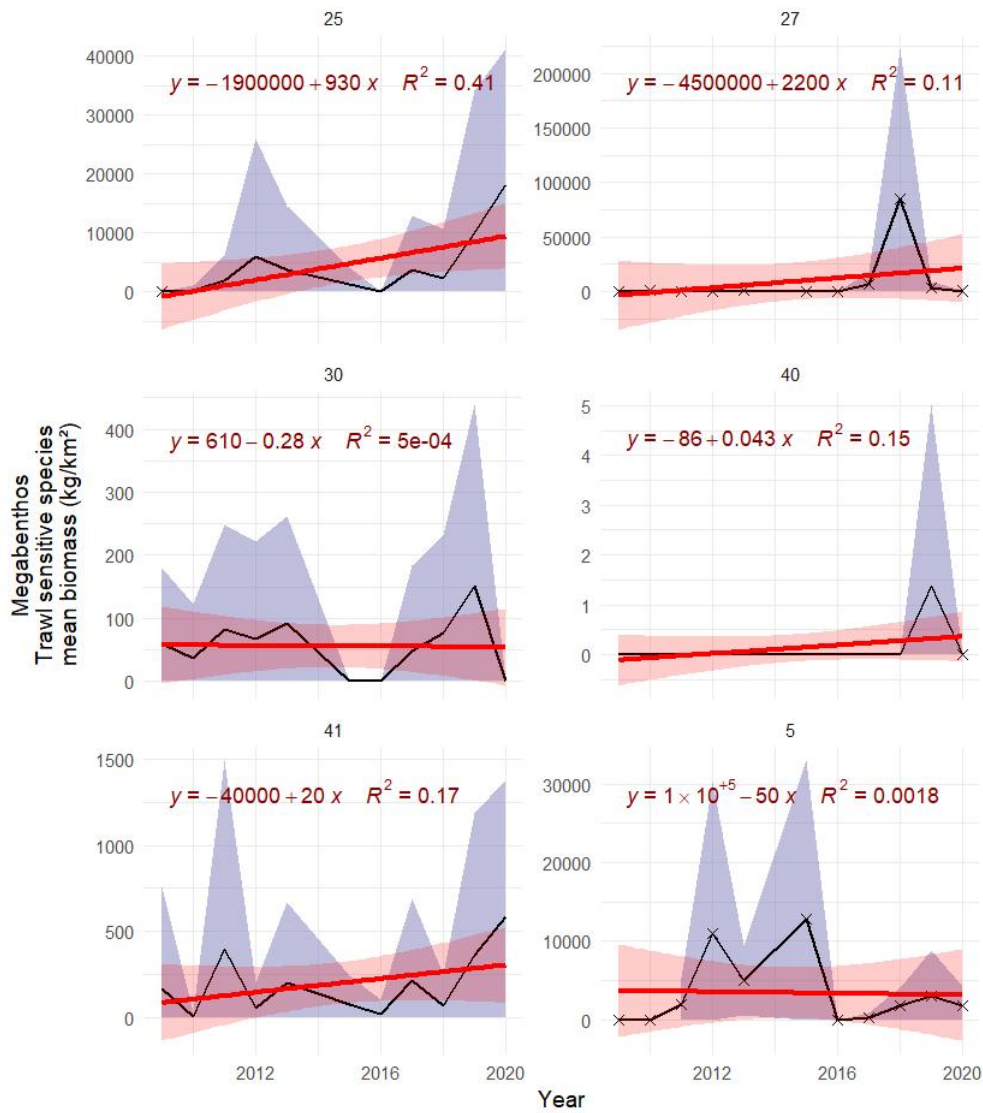 25
40000
30000
20000
10000
0
y = −1900000 + 930 x R² = 0.41
27
200000
150000
100000
50000
0
y = −4500000 + 2200 x R² = 0.11
30
400
300
200
100
0
y = 610 − 0.28 x R² = 5e-04
40
5
4
3
2
1
0
y = −86 + 0.043 x R² = 0.15
Megabenthos
Trawl sensitive species
mean biomass (kg/km²)
41
1500
1000
500
0
y = −40000 + 20 x R² = 0.17
2012 2016 2020
5
30000
20000
10000
0
y = 1 × 10⁺⁵ − 50 x R² = 0.0018
2012 2016 2020
Year